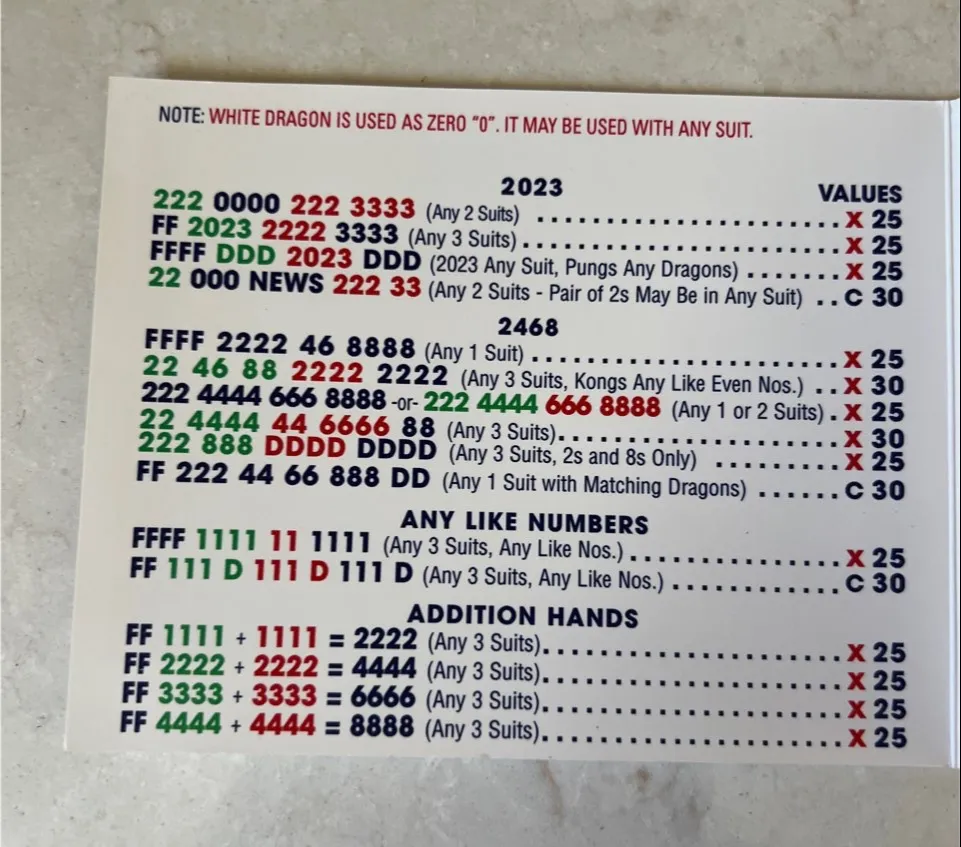 NOTE: WHITE DRAGON IS USED AS ZERO "0". IT MAY BE USED WITH ANY SUIT.
2023 VALUES
222 0000 222 3333 (Any 2 Suits) X 25
FF 2023 2222 3333 (Any 3 Suits) X 25
FFFF DDD 2023 DDD (2023 Any Suit, Pungs Any Dragons) X 25
22 000 NEWS 222 33 (Any 2 Suits - Pair of 2s May Be in Any Suit) C 30
2468
FFFF 2222 46 8888 (Any 1 Suit) X 25
22 46 88 2222 2222 (Any 3 Suits, Kongs Any Like Even Nos.) X 30
222 4444 666 8888 -or- 222 4444 666 8888 (Any 1 or 2 Suits) X 25
22 4444 44 6666 88 (Any 3 Suits) X 30
222 888 DDDD DDDD (Any 3 Suits, 2s and 8s Only) X 25
FF 222 44 66 888 DD (Any 1 Suit with Matching Dragons) C 30
ANY LIKE NUMBERS
FFFF 1111 11 1111 (Any 3 Suits, Any Like Nos.) X 25
FF 111 D 111 D 111 D (Any 3 Suits, Any Like Nos.) C 30
ADDITION HANDS
FF 1111 + 1111 = 2222 (Any 3 Suits) X 25
FF 2222 + 2222 = 4444 (Any 3 Suits) X 25
FF 3333 + 3333 = 6666 (Any 3 Suits) X 25
FF 4444 + 4444 = 8888 (Any 3 Suits) X 25